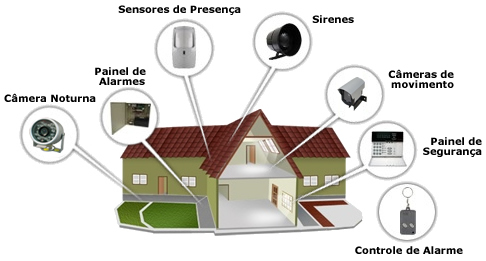 Sensores de Presença
Sirenes
Painel de
Alarmes
Câmeras de
movimento
Câmera Noturna
Painel de
Segurança
Controle de Alarme